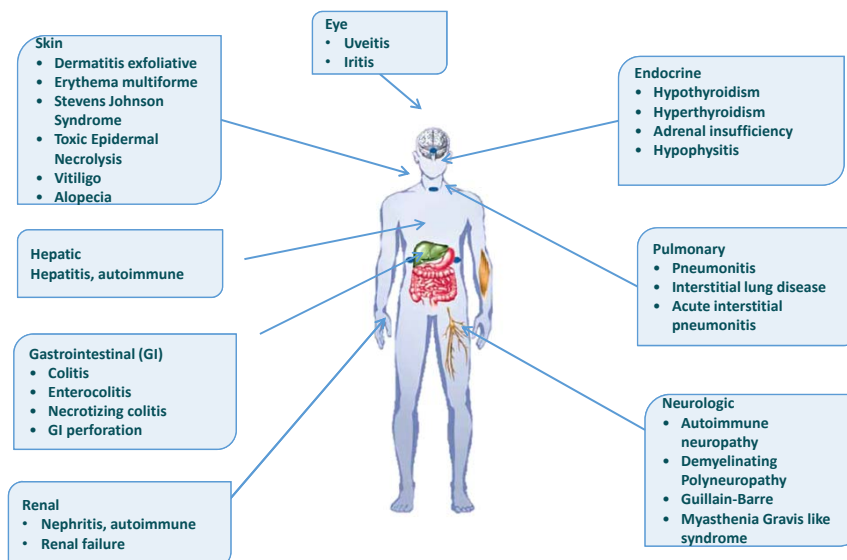 Eye
• Uveitis
• Iritis
Skin
• Dermatitis exfoliative
• Erythema multiforme
• Stevens Johnson
Syndrome
• Toxic Epidermal
Necrolysis
• Vitiligo
• Alopecia
Endocrine
• Hypothyroidism
• Hyperthyroidism
• Adrenal insufficiency
• Hypophysitis
Hepatic
Hepatitis, autoimmune
Pulmonary
• Pneumonitis
• Interstitial lung disease
• Acute interstitial
pneumonitis
Gastrointestinal (GI)
• Colitis
• Enterocolitis
• Necrotizing colitis
• GI perforation
Neurologic
• Autoimmune
neuropathy
• Demyelinating
Polyneuropathy
• Guillain-Barre
• Myasthenia Gravis like
syndrome
Renal
• Nephritis, autoimmune
• Renal failure